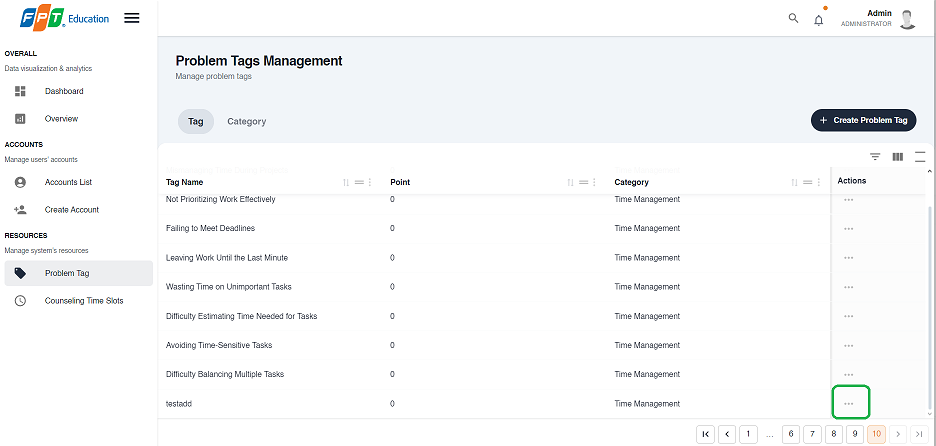 FPT Education
Admin
ADMINISTRATOR
OVERALL
Data visualization & analytics
Dashboard
Overview
ACCOUNTS
Manage users' accounts
Accounts List
Create Account
RESOURCES
Manage system's resources
Problem Tag
Counseling Time Slots
Problem Tags Management
Manage problem tags
Tag Category
+ Create Problem Tag
Tag Name Point Category Actions
Not Prioritizing Work Effectively 0 Time Management ...
Failing to Meet Deadlines 0 Time Management ...
Leaving Work Until the Last Minute 0 Time Management ...
Wasting Time on Unimportant Tasks 0 Time Management ...
Difficulty Estimating Time Needed for Tasks 0 Time Management ...
Avoiding Time-Sensitive Tasks 0 Time Management ...
Difficulty Balancing Multiple Tasks 0 Time Management ...
testadd 0 Time Management ...
1 ... 6 7 8 9 10